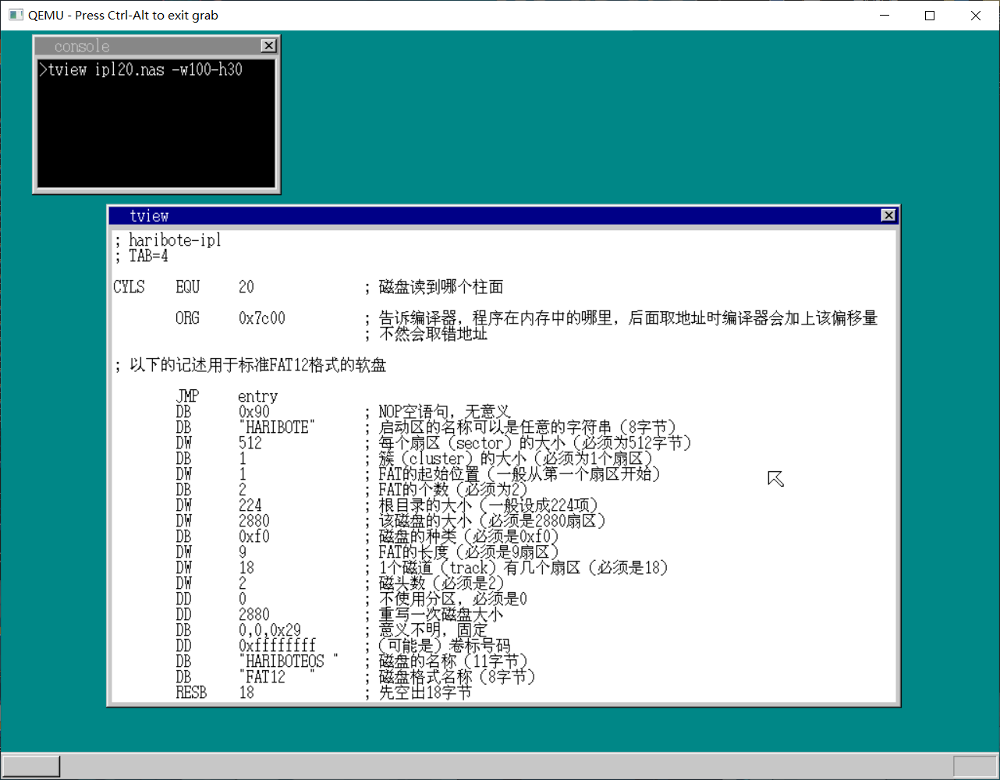 QEMU - Press Ctrl-Alt to exit grab
console
>tview ipl20.nas -w100-h30
tview
; haribote-ipl
; TAB=4
CYLS EQU 20 ; 磁盘读到哪个柱面
ORG 0x7c00 ; 告诉编译器，程序在内存中的哪里，后面取地址时编译器会加上该偏移量
; 不然会取错地址
; 以下的记述用于标准FAT12格式的软盘
JMP entry
DB 0x90 ; NOP空语句，无意义
DB "HARIBOTE" ; 启动区的名称可以是任意的字符串（8字节）
DW 512 ; 每个扇区（sector）的大小（必须为512字节）
DB 1 ; 簇（cluster）的大小（必须为1个扇区）
DW 1 ; FAT的起始位置（一般从第一个扇区开始）
DB 2 ; FAT的个数（必须为2）
DW 224 ; 根目录的大小（一般设成224项）
DW 2880 ; 该磁盘的大小（必须是2880扇区）
DB 0xf0 ; 磁盘的种类（必须是0xf0）
DW 9 ; FAT的长度（必须是9扇区）
DW 18 ; 1个磁道（track）有几个扇区（必须是18）
DW 2 ; 磁头数（必须是2）
DD 0 ; 不使用分区，必须是0
DD 2880 ; 重写一次磁盘大小
DB 0,0,0x29 ; 意义不明，固定
DD 0xffffffff ; （可能是）卷标号码
DB "HARIBOTEOS " ; 磁盘的名称（11字节）
DB "FAT12   " ; 磁盘格式名称（8字节）
RESB 18 ; 先空出18字节